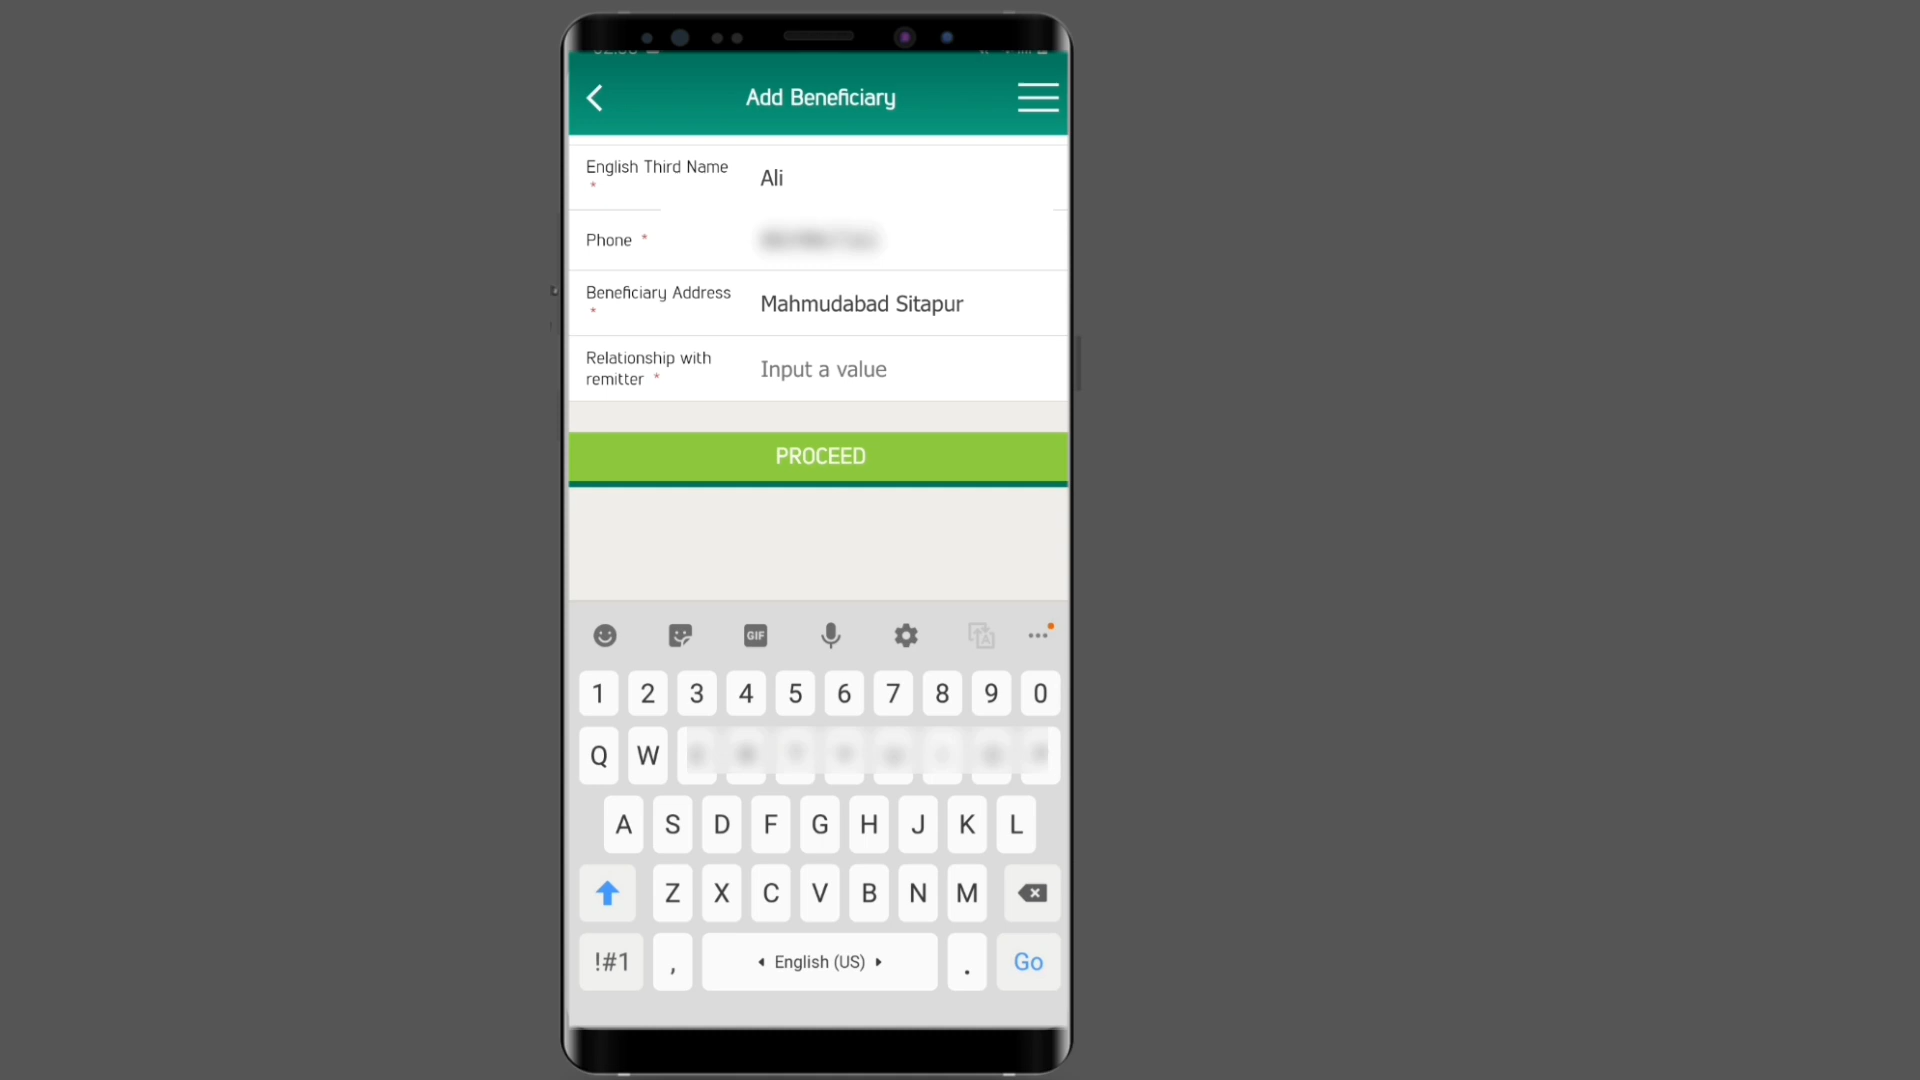 Add Beneficiary
English Third Name
*
Ali
Phone *
Beneficiary Address
*
Mahmudabad Sitapur
Relationship with
remitter *
Input a value
PROCEED
GIF
1 2 3 4 5 6 7 8 9 0
Q W
A S D F G H J K L
Z X C V B N M
!#1 , English (US) . Go